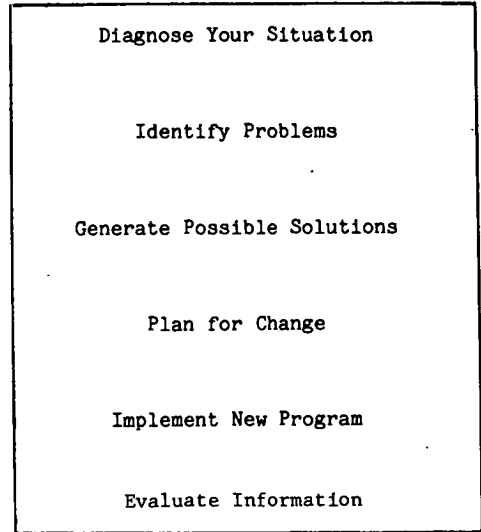 Diagnose Your Situation
Identify Problems
Generate Possible Solutions
Plan for Change
Implement New Program
Evaluate Information